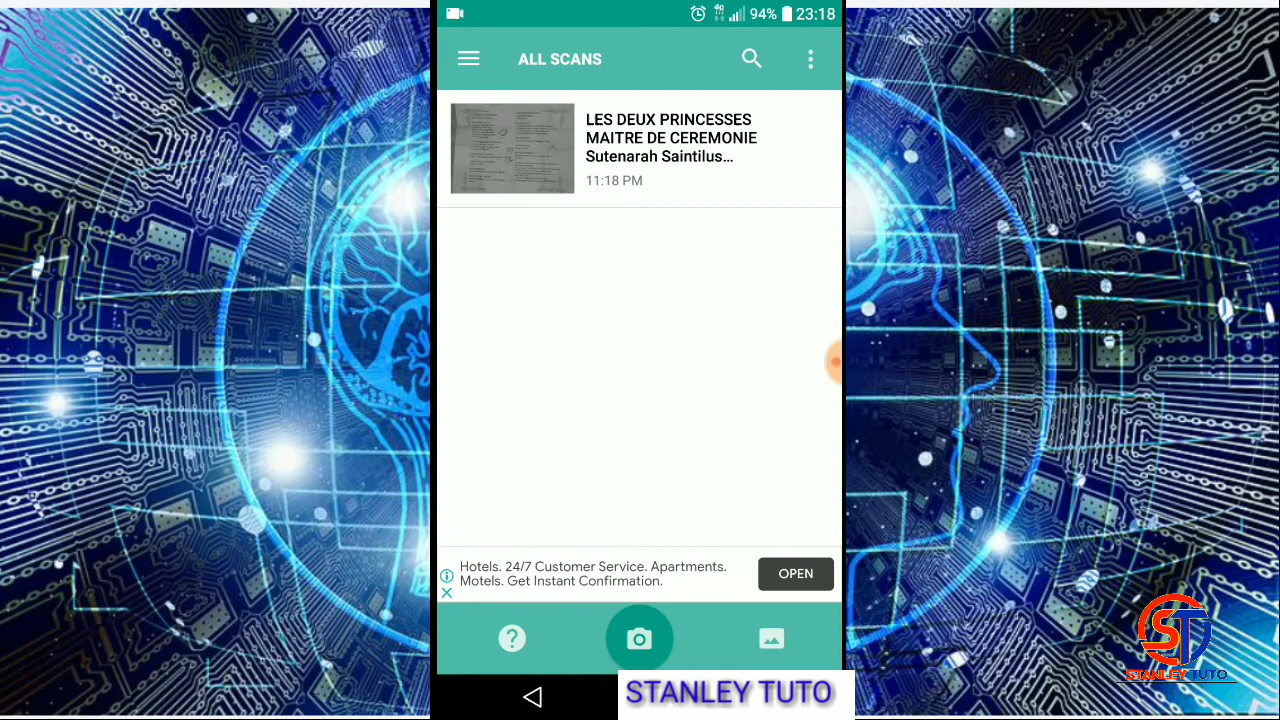 94% 23:18
ALL SCANS
LES DEUX PRINCESSES
MAITRE DE CEREMONIE
Sutenarah Saintilus...
11:18 PM
Hotels. 24/7 Customer Service. Apartments.
Motels. Get Instant Confirmation.
OPEN
STANLEY TUTO
ST
STANLEY TUTO